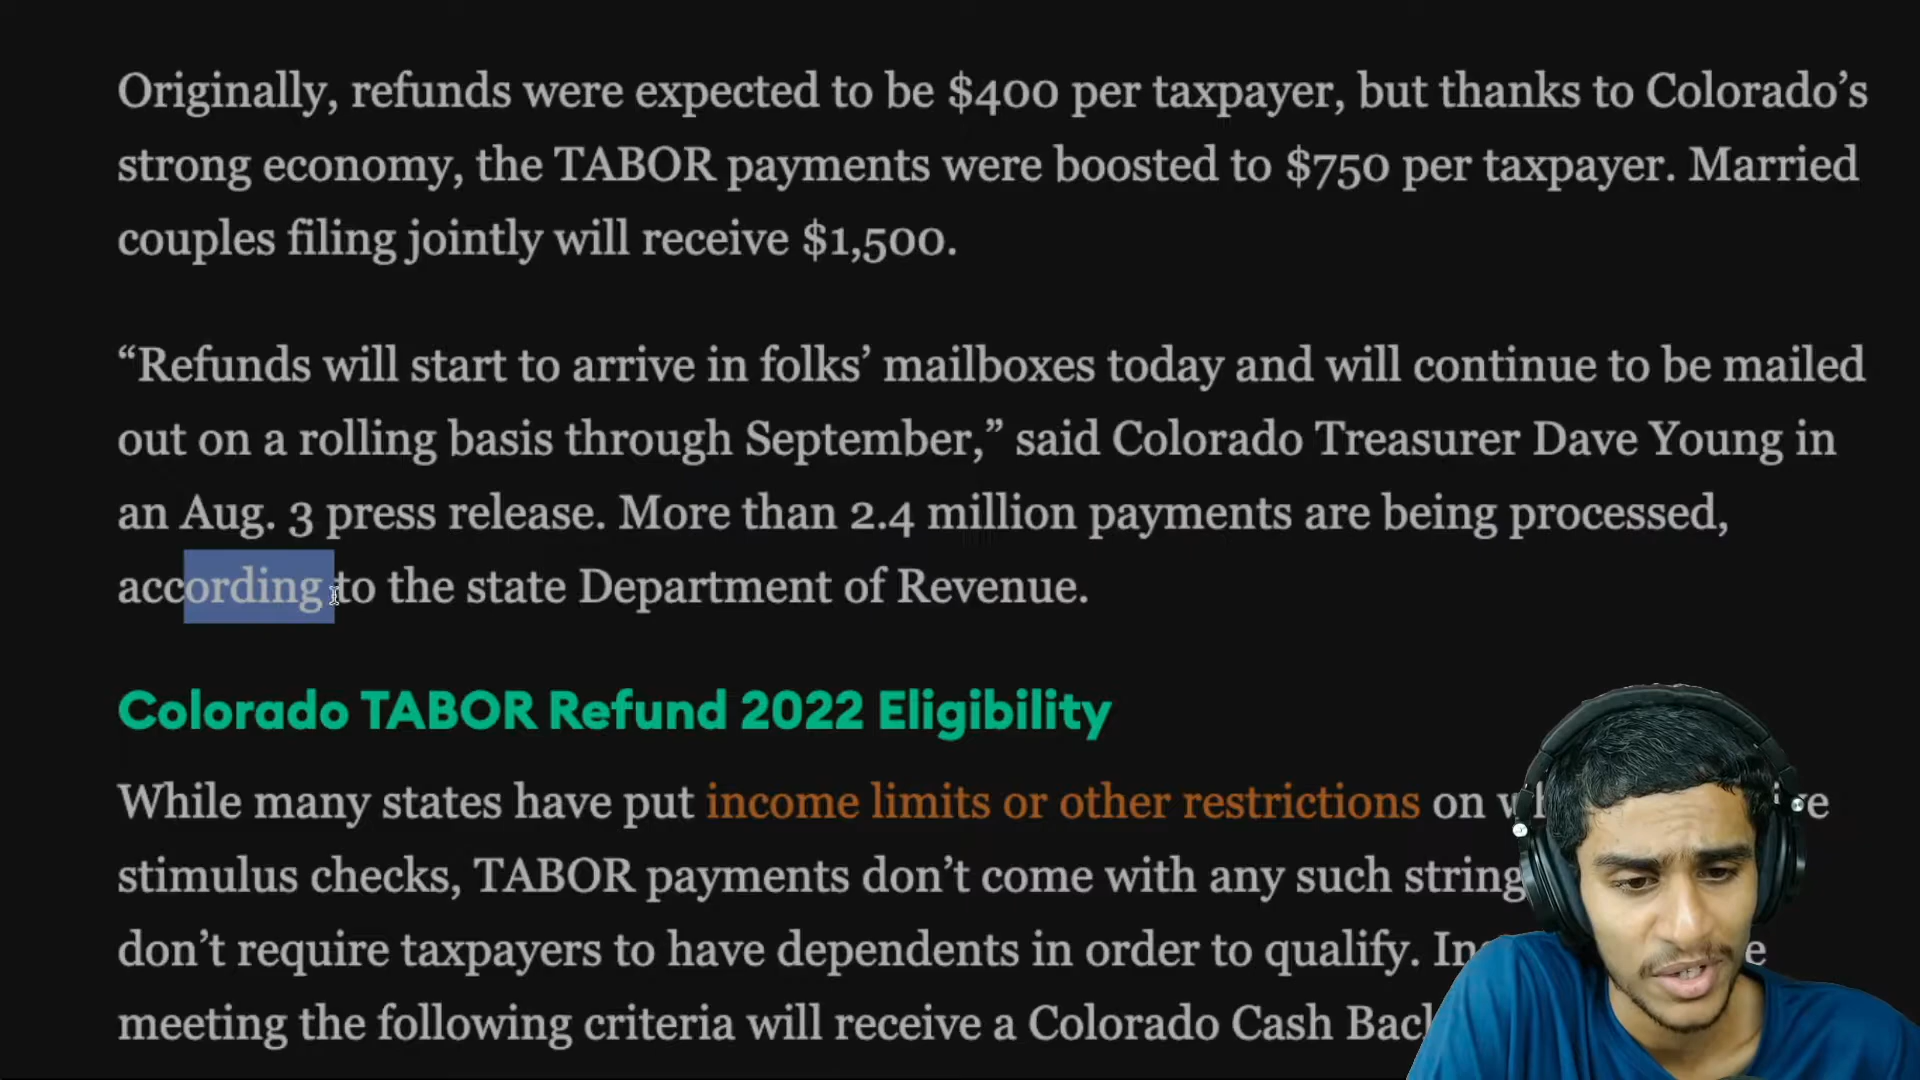 Originally, refunds were expected to be $400 per taxpayer, but thanks to Colorado’s
strong economy, the TABOR payments were boosted to $750 per taxpayer. Married
couples filing jointly will receive $1,500.
“Refunds will start to arrive in folks’ mailboxes today and will continue to be mailed
out on a rolling basis through September,” said Colorado Treasurer Dave Young in
an Aug. 3 press release. More than 2.4 million payments are being processed,
according to the state Department of Revenue.
Colorado TABOR Refund 2022 Eligibility
While many states have put income limits or other restrictions on
stimulus checks, TABOR payments don’t come with any such
don’t require taxpayers to have dependents in order to qualify.
meeting the following criteria will receive a Colorado Cash